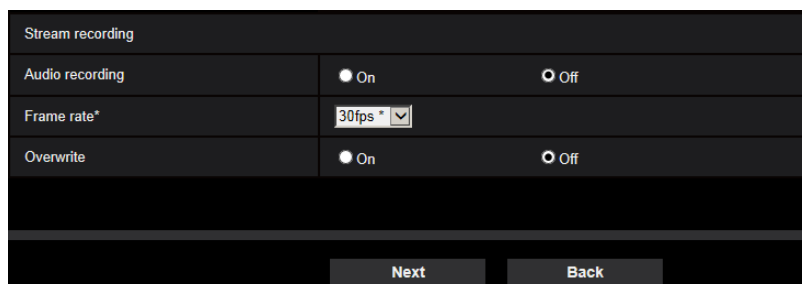 Stream recording
Audio recording On Off
Frame rate* 30fps *
Overwrite On Off
Next Back